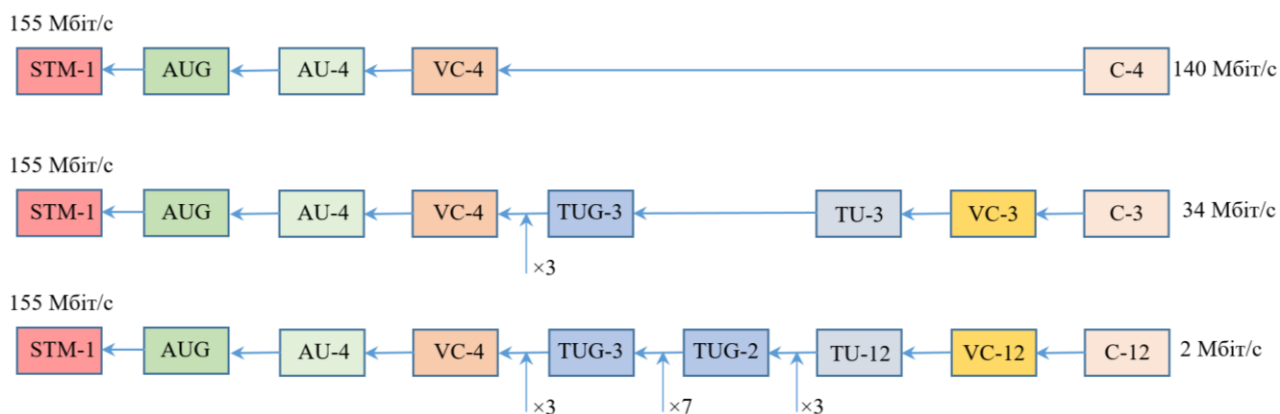 155 Мбіт/с
STM-1 AUG AU-4 VC-4 C-4 140 Мбіт/с
155 Мбіт/с
STM-1 AUG AU-4 VC-4 TUG-3 TU-3 VC-3 C-3 34 Мбіт/с
×3
155 Мбіт/с
STM-1 AUG AU-4 VC-4 TUG-3 TUG-2 TU-12 VC-12 C-12 2 Мбіт/с
×3 ×7 ×3